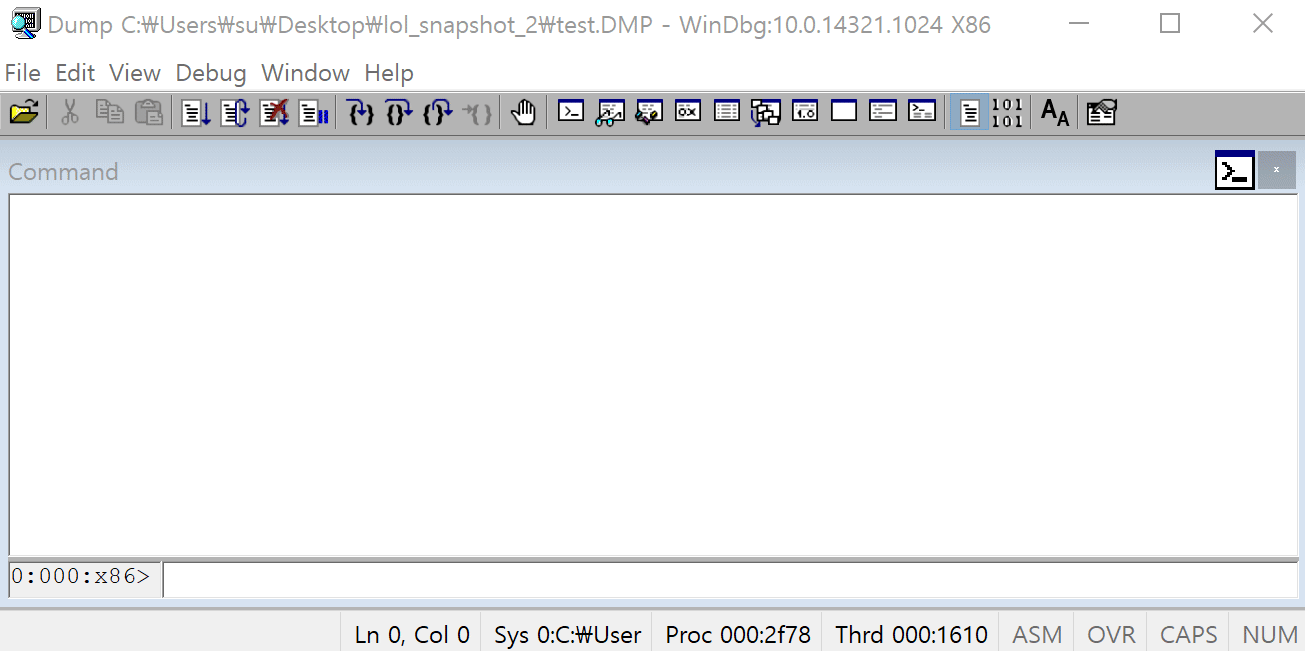 Dump C:₩Users₩su₩Desktop₩lol_snapshot_2₩test.DMP - WinDbg:10.0.14321.1024 X86
File Edit View Debug Window Help
101
101
AA
Command
0:000:x86>
Ln 0, Col 0 Sys 0:C:₩User Proc 000:2f78 Thrd 000:1610 ASM OVR CAPS NUM